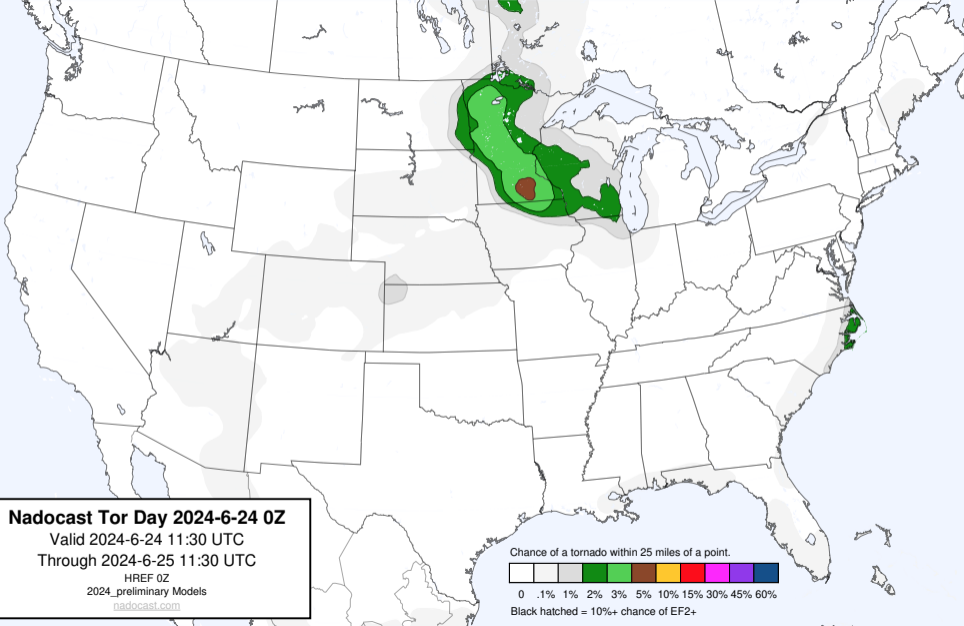 Nadocast Tor Day 2024-6-24 0Z
Valid 2024-6-24 11:30 UTC
Through 2024-6-25 11:30 UTC
HREF 0Z
2024_preliminary Models
nadocast.com
Chance of a tornado within 25 miles of a point.
0 .1% 1% 2% 3% 5% 10% 15% 30% 45% 60%
Black hatched = 10%+ chance of EF2+